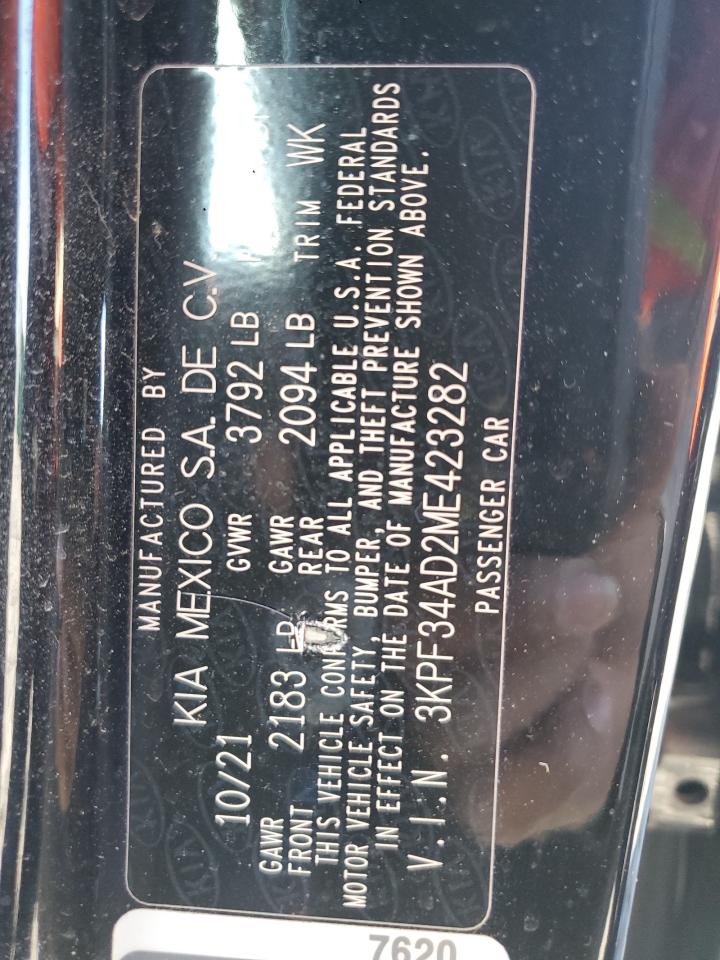 MANUFACTURED BY
KIA MEXICO S.A. DE C.V
10/21 GVWR 3792 LB
GAWR FRONT 2183 LB GAWR REAR 2094 LB TRIM WK
THIS VEHICLE CONFORMS TO ALL APPLICABLE U.S.A. FEDERAL
MOTOR VEHICLE SAFETY, BUMPER, AND THEFT PREVENTION STANDARDS
IN EFFECT ON THE DATE OF MANUFACTURE SHOWN ABOVE.
V.I.N. 3KPF34AD2ME423282
PASSENGER CAR
7620